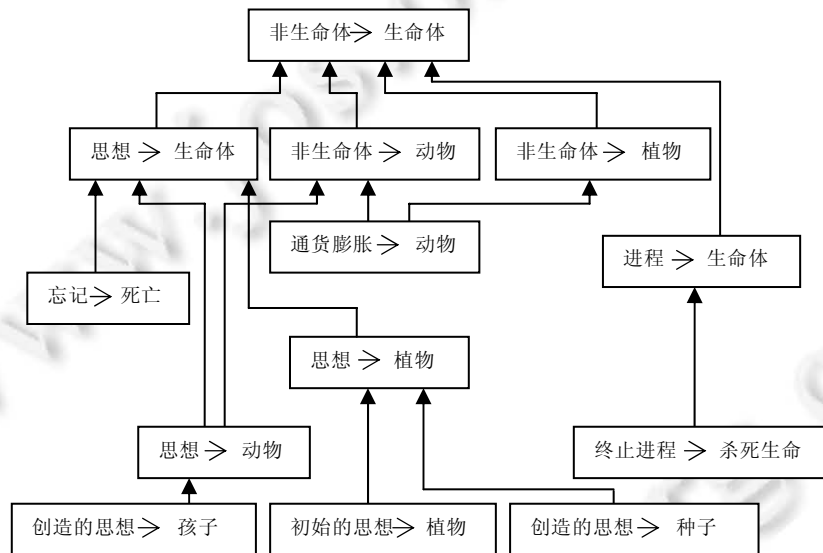 非生命体→ 生命体
思想 → 生命体
非生命体→ 动物
非生命体→ 植物
通货膨胀→ 动物
进程 → 生命体
忘记→ 死亡
思想 → 植物
思想 → 动物
终止进程→ 杀死生命
创造的思想→ 孩子
初始的思想→ 植物
创造的思想→ 种子